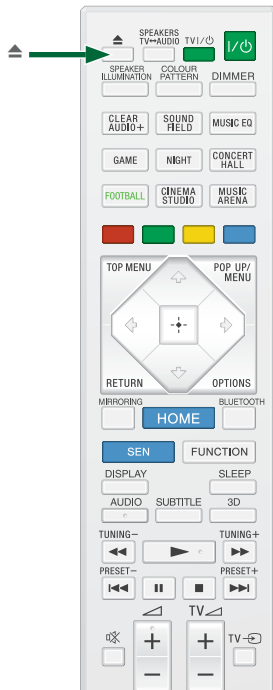 SPEAKERS
TV↔AUDIO TV I/⏻
I/⏻
SPEAKER
ILLUMINATION
COLOUR
PATTERN
DIMMER
CLEAR
AUDIO+
SOUND
FIELD
MUSIC EQ
GAME
NIGHT
CONCERT
HALL
FOOTBALL
CINEMA
STUDIO
MUSIC
ARENA
TOP MENU
POP UP/
MENU
RETURN
OPTIONS
MIRRORING
HOME
BLUETOOTH
SEN
FUNCTION
DISPLAY
SLEEP
AUDIO
SUBTITLE
3D
TUNING–
TUNING+
PRESET–
PRESET+
TV
+
+
TV
–
–